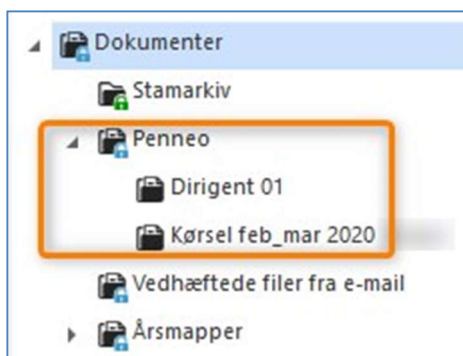 Dokumenter
Stamarkiv
Penneo
Dirigent 01
Kørsel feb_mar 2020
Vedhæftede filer fra e-mail
Årsmapper